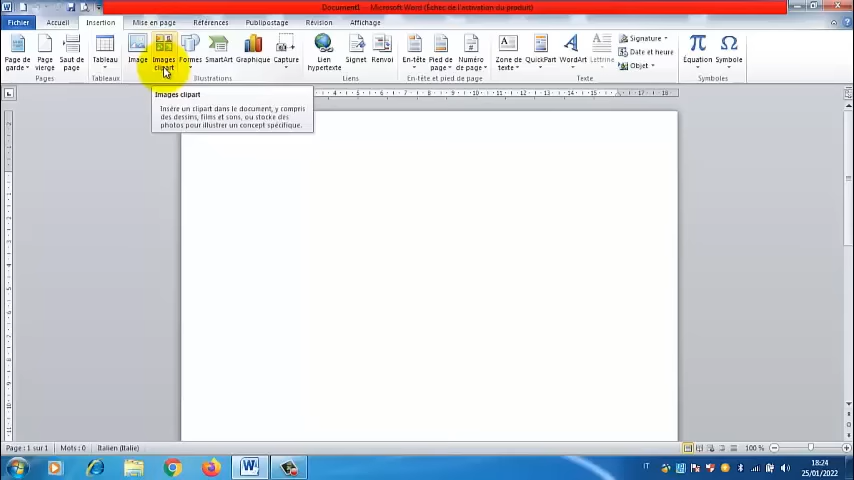 Document1 - Microsoft Word (Échec de l'activation du produit)
Fichier Accueil Insertion Mise en page Références Publipostage Révision Affichage
Page de garde Page vierge Saut de page
Tableau
Image Images clipart Formes SmartArt Graphique Capture
Lien hypertexte Signet Renvoi
En-tête Pied de page Numéro de page
Zone de texte QuickPart WordArt Lettrine
Signature
Date et heure
Objet
Équation Symbole
Pages Tableaux Illustrations Liens En-tête et pied de page Texte Symboles
Images clipart
Insère un clipart dans le document, y compris
des dessins, films et sons, ou stocke des
photos pour illustrer un concept spécifique.
Page : 1 sur 1 Mots : 0 Italien (Italie) 100 %
IT 18:24
25/01/2022